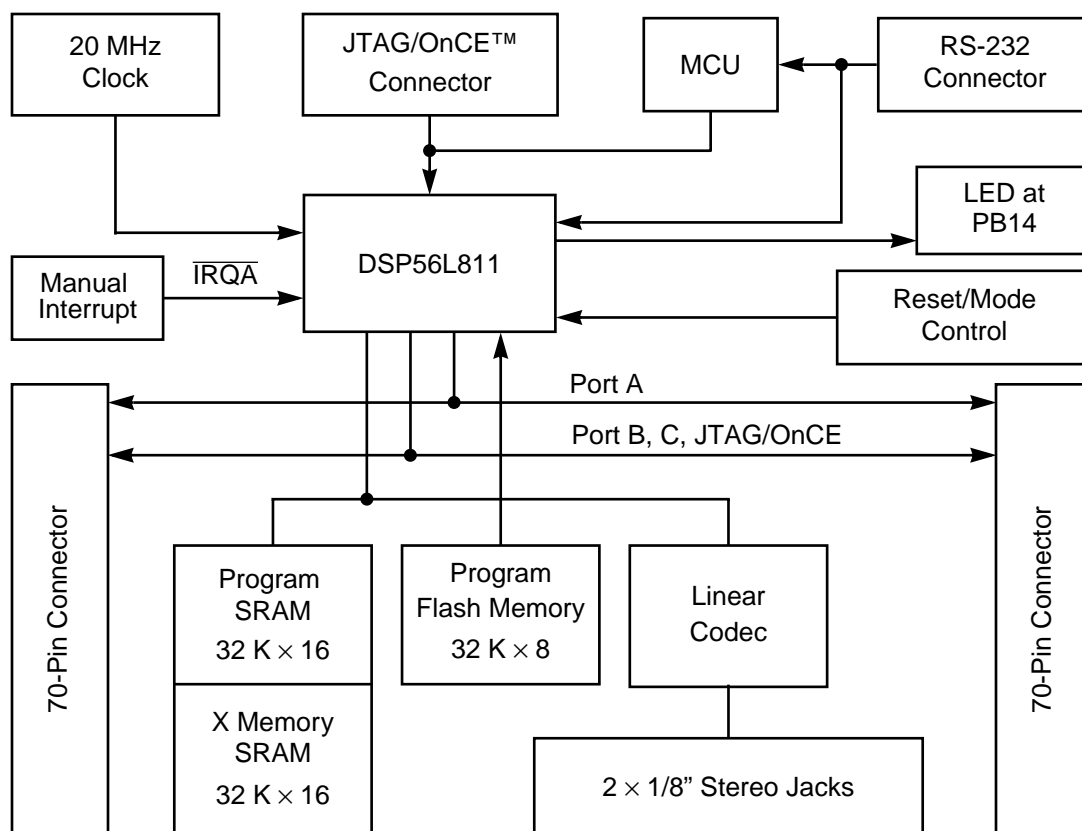 20 MHz
Clock
JTAG/OnCE™
Connector
MCU
RS-232
Connector
LED at
PB14
DSP56L811
Manual
Interrupt
IRQA
Reset/Mode
Control
Port A
Port B, C, JTAG/OnCE
70-Pin Connector
Program
SRAM
32 K × 16
X Memory
SRAM
32 K × 16
Program
Flash Memory
32 K × 8
Linear
Codec
2 × 1/8” Stereo Jacks
70-Pin Connector